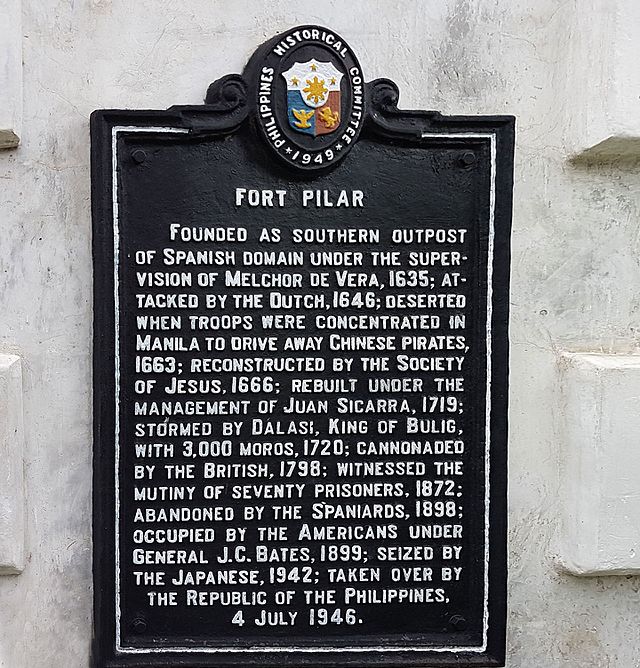 PHILIPPINES HISTORICAL COMMITTEE
★ 1949 ★
FORT PILAR
FOUNDED AS SOUTHERN OUTPOST
OF SPANISH DOMAIN UNDER THE SUPER-
VISION OF MELCHOR DE VERA, 1635; AT-
TACKED BY THE DUTCH, 1646; DESERTED
WHEN TROOPS WERE CONCENTRATED IN
MANILA TO DRIVE AWAY CHINESE PIRATES,
1663; RECONSTRUCTED BY THE SOCIETY
OF JESUS, 1666; REBUILT UNDER THE
MANAGEMENT OF JUAN SICARRA, 1719;
STORMED BY DALASI, KING OF BULIG,
WITH 3,000 MOROS, 1720; CANNONADED
BY THE BRITISH, 1798; WITNESSED THE
MUTINY OF SEVENTY PRISONERS, 1872;
ABANDONED BY THE SPANIARDS, 1898;
OCCUPIED BY THE AMERICANS UNDER
GENERAL J.C. BATES, 1899; SEIZED BY
THE JAPANESE, 1942; TAKEN OVER BY
THE REPUBLIC OF THE PHILIPPINES,
4 JULY 1946.